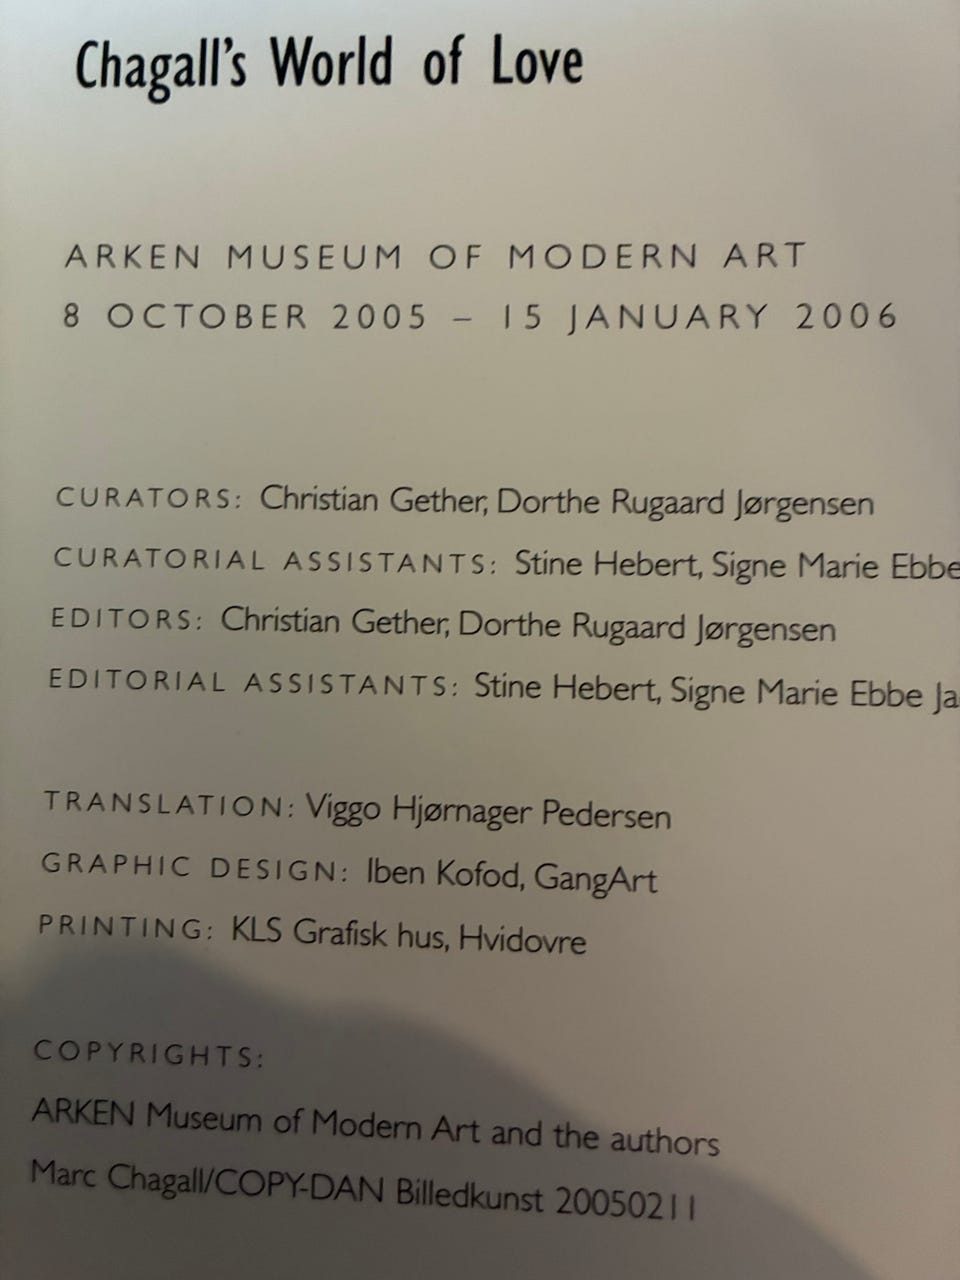 Chagall's World of Love
ARKEN MUSEUM OF MODERN ART
8 OCTOBER 2005 – 15 JANUARY 2006
CURATORS: Christian Gether, Dorthe Rugaard Jørgensen
CURATORIAL ASSISTANTS: Stine Hebert, Signe Marie Ebbe
EDITORS: Christian Gether, Dorthe Rugaard Jørgensen
EDITORIAL ASSISTANTS: Stine Hebert, Signe Marie Ebbe Ja
TRANSLATION: Viggo Hjørnager Pedersen
GRAPHIC DESIGN: Iben Kofod, GangArt
PRINTING: KLS Grafisk hus, Hvidovre
COPYRIGHTS:
ARKEN Museum of Modern Art and the authors
Marc Chagall/COPY-DAN Billedkunst 20050211